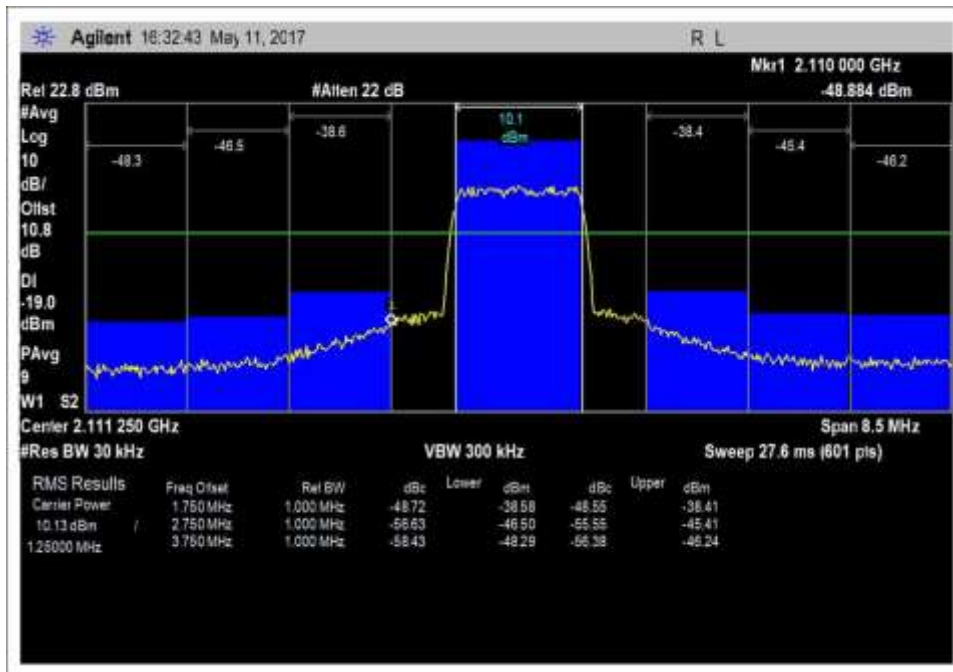 Agilent 16:32:43 May 11, 2017 R L
Mkr1 2.110 000 GHz
Ref 22.8 dBm #Atten 22 dB -48.884 dBm
#Avg
Log
10
dB/
Offst
10.8
dB
DI
-19.0
dBm
PAvg
9
W1 S2
-48.3 -46.5 -38.6 10.1 dBm -38.4 -45.4 -46.2
1
Center 2.111 250 GHz Span 8.5 MHz
#Res BW 30 kHz VBW 300 kHz Sweep 27.6 ms (601 pts)
RMS Results Freq Offset Ref BW dBc Lower dBm dBc Upper dBm
Carrier Power 1.750 MHz 1.000 MHz -48.72 -38.58 -48.55 -38.41
10.13 dBm / 2.750 MHz 1.000 MHz -56.63 -46.50 -55.55 -45.41
1.25000 MHz 3.750 MHz 1.000 MHz -58.43 -48.29 -56.38 -46.24